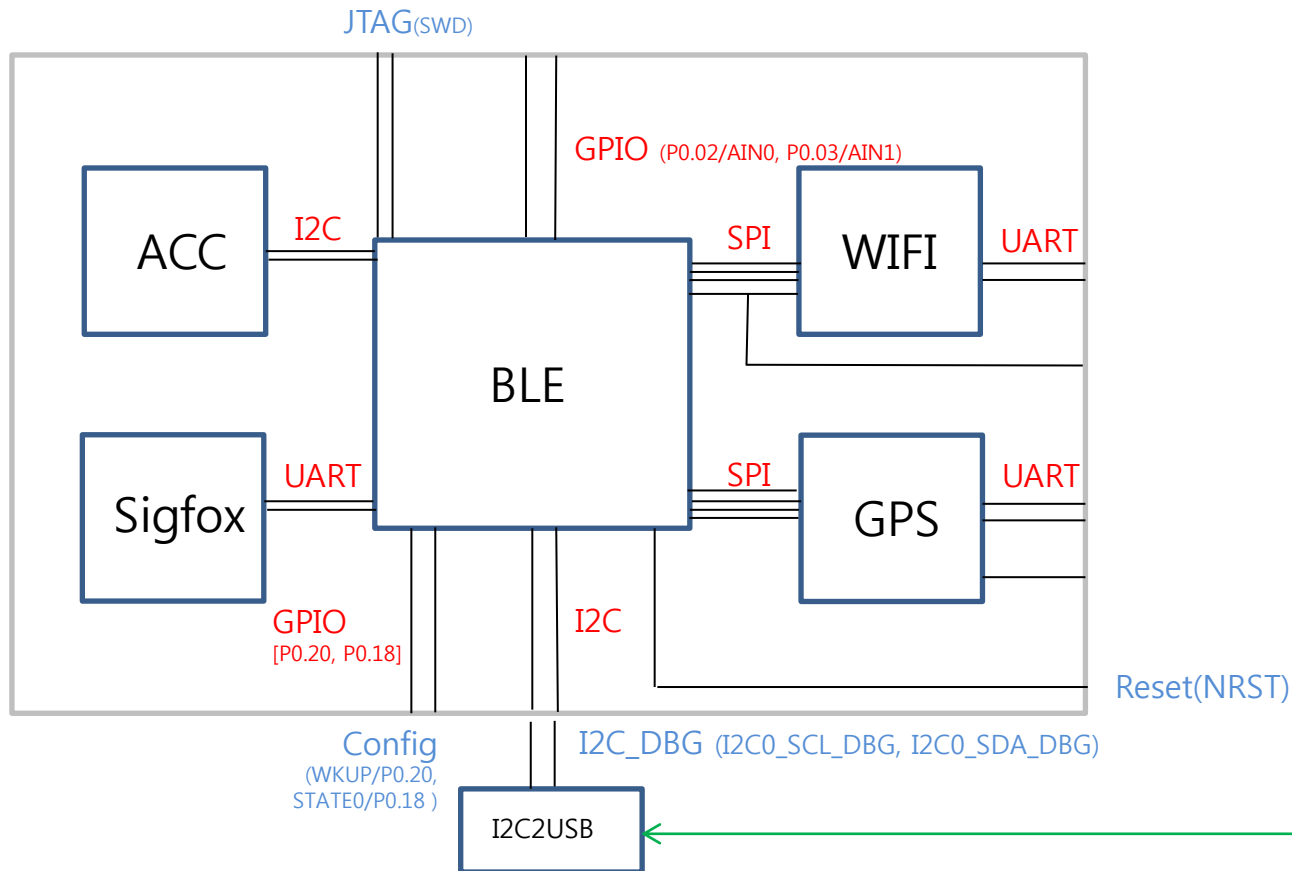 JTAG(SWD)
GPIO (P0.02/AIN0, P0.03/AIN1)
ACC
I2C
SPI
WIFI
UART
BLE
Sigfox
UART
SPI
GPS
UART
GPIO
[P0.20, P0.18]
I2C
Reset(NRST)
Config
(WKUP/P0.20,
STATE0/P0.18 )
I2C_DBG (I2C0_SCL_DBG, I2C0_SDA_DBG)
I2C2USB